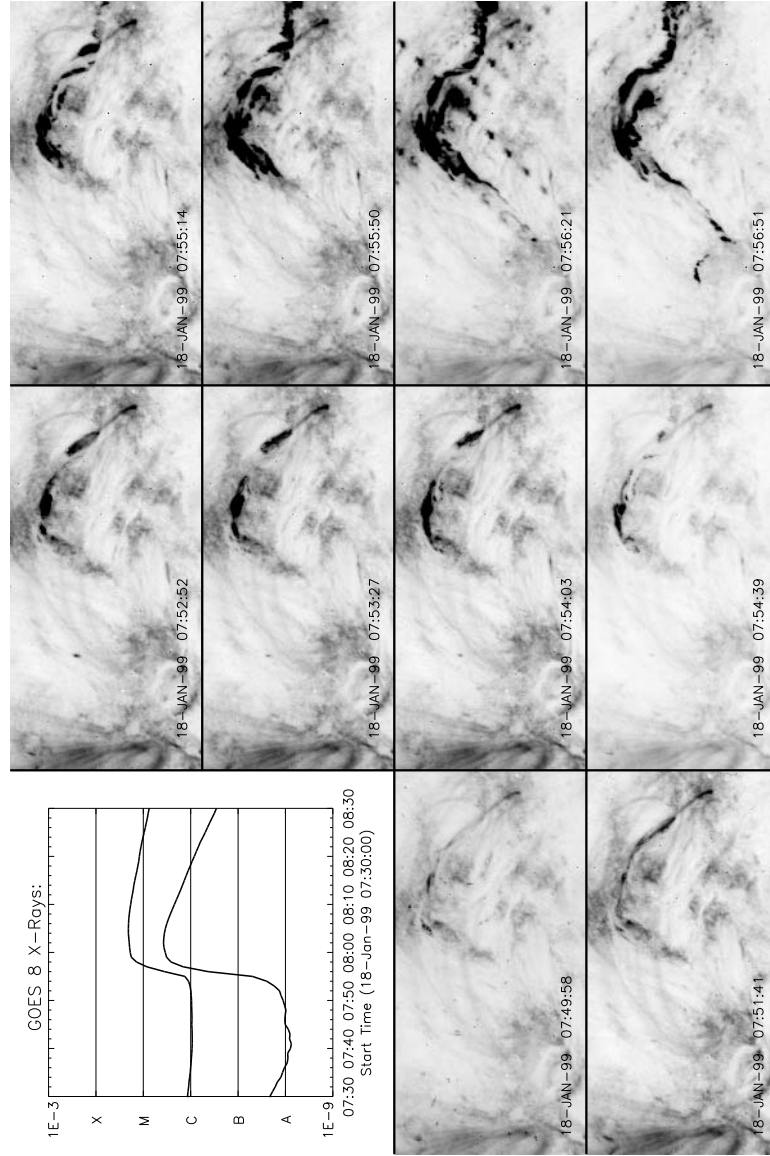 GOES 8 X-Rays:
1E-3
X
M
C
B
A
1E-9
07:30 07:40 07:50 08:00 08:10 08:20 08:30
Start Time (18-Jan-99 07:30:00)
18-JAN-99 07:49:58
18-JAN-99 07:51:41
18-JAN-99 07:52:52
18-JAN-99 07:53:27
18-JAN-99 07:54:03
18-JAN-99 07:54:39
18-JAN-99 07:55:14
18-JAN-99 07:55:50
18-JAN-99 07:56:21
18-JAN-99 07:56:51